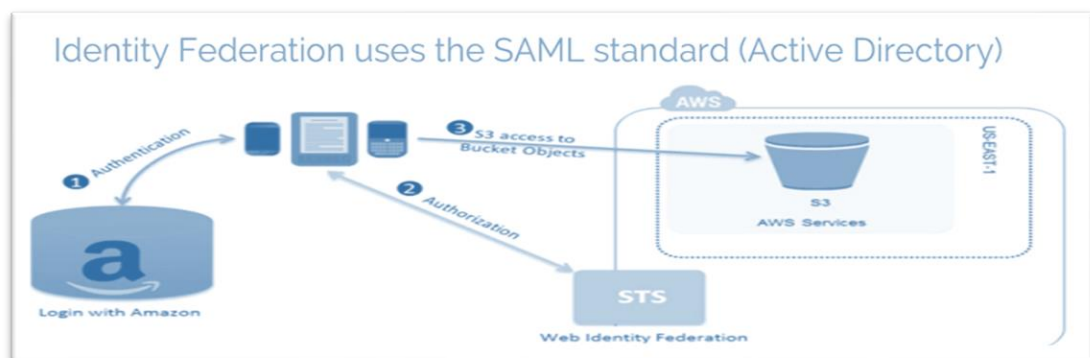 Identity Federation uses the SAML standard (Active Directory)
AWS
1 Authentication
3 S3 access to
Bucket Objects
US-EAST-1
2 Authorization
S3
AWS Services
a
Login with Amazon
STS
Web Identity Federation